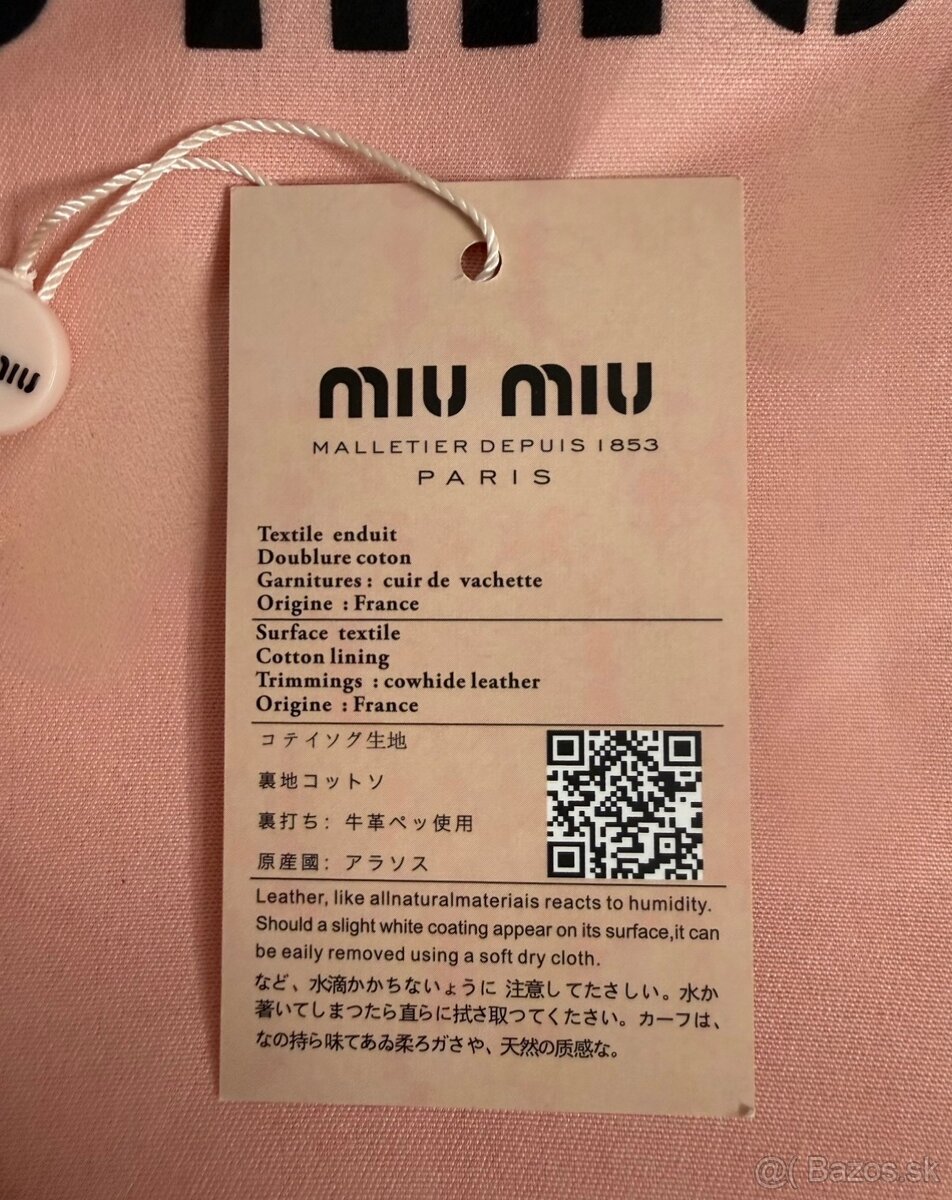 miu
miu miu
MALLETIER DEPUIS 1853
PARIS
Textile enduit
Doublure coton
Garnitures : cuir de vachette
Origine : France
Surface textile
Cotton lining
Trimmings : cowhide leather
Origine : France
コテイソグ生地
裏地コットソ
裏打ち: 牛革ペッ使用
原産國: アラソス
Leather, like allnaturalmateriais reacts to humidity.
Should a slight white coating appear on its surface,it can
be eaily removed using a soft dry cloth.
など、水滴かかちないょうに 注意してたさしい。水か
著いてしまつたら直らに拭さ取つてくたさい。カーフは、
なの持ら味てあゐ柔ろガさや、天然の质感な。
@( Bazos.sk